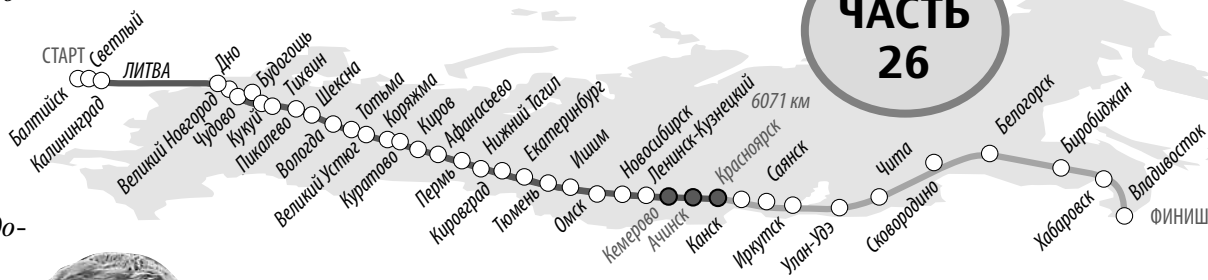 ЧАСТЬ
26
СТАРТ
Балтийск
Светлый
Калининград
ЛИТВА
Дно
Великий Новгород
Чудово
Будогощь
Кукуй
Тихвин
Пикалево
Шексна
Вологда
Тотьма
Великий Устюг
Коряжма
Куратово
Киров
Афанасьево
Пермь
Нижний Тагил
Кировград
Екатеринбург
Тюмень
Ишим
Омск
Новосибирск
Ленинск-Кузнецкий
Кемерово
Ачинск
Красноярск
6071 км
Канск
Саянск
Иркутск
Улан-Удэ
Чита
Сковородино
Белогорск
Биробиджан
Хабаровск
Владивосток
ФИНИШ